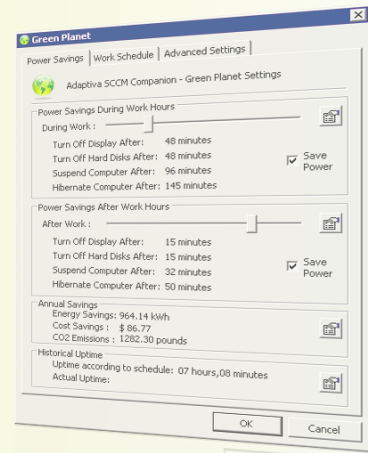 Green Planet
Power Savings Work Schedule Advanced Settings
Adaptiva SCCM Companion - Green Planet Settings
Power Savings During Work Hours
During Work :
Turn Off Display After: 48 minutes
Turn Off Hard Disks After: 48 minutes
Suspend Computer After: 96 minutes
Hibernate Computer After: 145 minutes
Save Power
Power Savings After Work Hours
After Work :
Turn Off Display After: 15 minutes
Turn Off Hard Disks After: 15 minutes
Suspend Computer After: 32 minutes
Hibernate Computer After: 50 minutes
Save Power
Annual Savings
Energy Savings: 964.14 kWh
Cost Savings : $ 86.77
CO2 Emissions : 1282.30 pounds
Historical Uptime
Uptime according to schedule: 07 hours,08 minutes
Actual Uptime:
OK Cancel